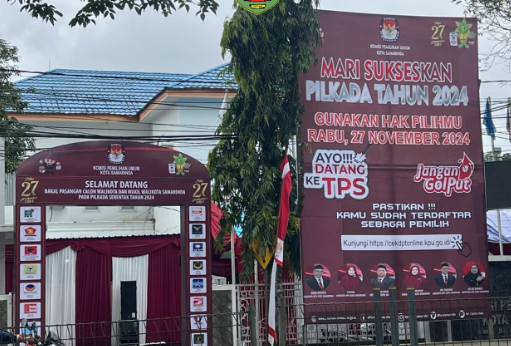 KOMISI PEMILIHAN UMUM
KOTA SAMARINDA
27
SELAMAT DATANG
BAKAL PASANGAN CALON WALIKOTA DAN WAKIL WALIKOTA SAMARINDA
PADA PILKADA SERENTAK TAHUN 2024
27
KOMISI PEMILIHAN UMUM
KOTA SAMARINDA
27
MARI SUKSESKAN
PILKADA TAHUN 2024
GUNAKAN HAK PILIHMU
RABU, 27 NOVEMBER 2024
AYO!!!
DATANG
KE TPS
Jangan
GolPut
PASTIKAN !!!
KAMU SUDAH TERDAFTAR
SEBAGAI PEMILIH
Kunjungi https://cekdptonline.kpu.go.id/